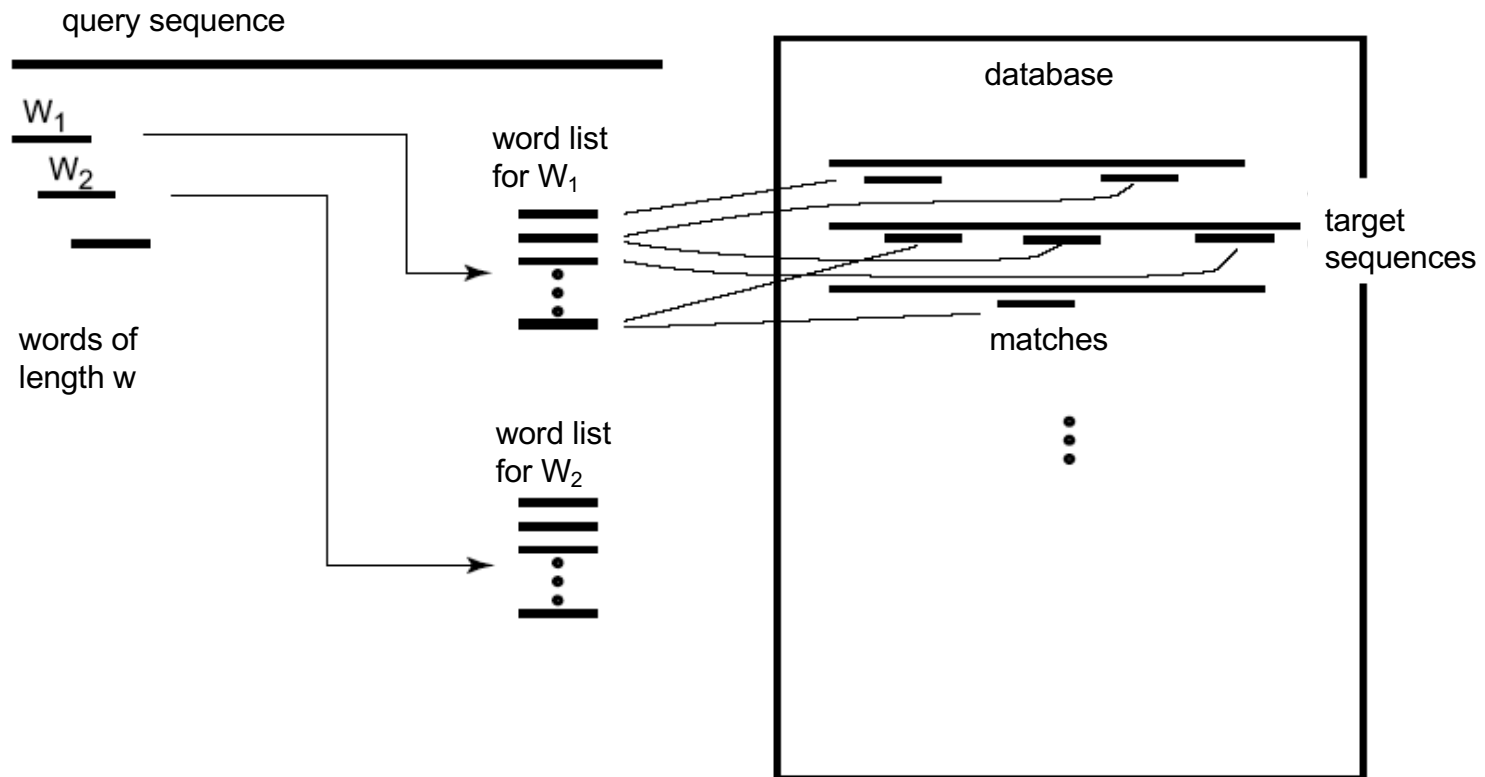 query sequence
W₁
W₂
words of
length w
word list
for W₁
word list
for W₂
database
target
sequences
matches